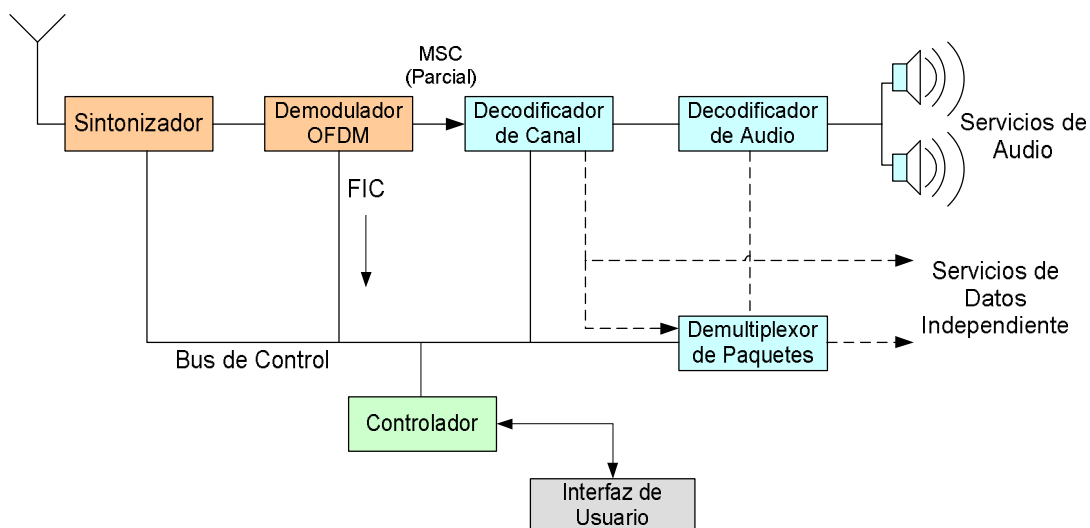 MSC
(Parcial)
Sintonizador
Demodulador
OFDM
Decodificador
de Canal
Decodificador
de Audio
Servicios de
Audio
FIC
Servicios de
Datos
Independiente
Demultiplexor
de Paquetes
Bus de Control
Controlador
Interfaz de
Usuario